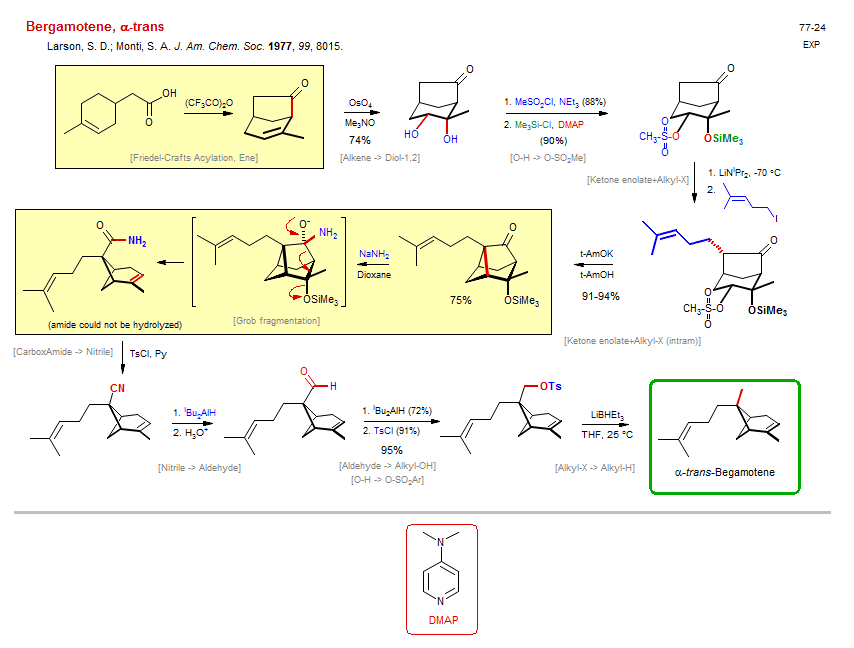 Bergamotene, α-trans
77-24
Larson, S. D.; Monti, S. A. J. Am. Chem. Soc. 1977, 99, 8015.
EXP
OH
O
(CF₃CO)₂O
O
[Friedel-Crafts Acylation, Ene]
OsO₄
Me₃NO
74%
[Alkene -> Diol-1,2]
O
HO
OH
1. MeSO₂Cl, NEt₃ (88%)
2. Me₃Si-Cl, DMAP
(90%)
[O-H -> O-SO₂Me]
O
O
CH₃-S-O
O
OSiMe₃
[Ketone enolate+Alkyl-X]
1. LiNⁱPr₂, -70 °C
2.
I
O
O
CH₃-S-O
O
OSiMe₃
[Ketone enolate+Alkyl-X (intram)]
t-AmOK
t-AmOH
91-94%
O
OSiMe₃
75%
NaNH₂
Dioxane
O⁻
NH₂
OSiMe₃
[Grob fragmentation]
O
NH₂
(amide could not be hydrolyzed)
[CarboxAmide -> Nitrile]
TsCl, Py
CN
1. ⁱBu₂AlH
2. H₃O⁺
[Nitrile -> Aldehyde]
O
H
1. ⁱBu₂AlH (72%)
2. TsCl (91%)
95%
[Aldehyde -> Alkyl-OH]
[O-H -> O-SO₂Ar]
OTs
LiBHEt₃
THF, 25 °C
[Alkyl-X -> Alkyl-H]
α-trans-Begamotene
N
N
DMAP